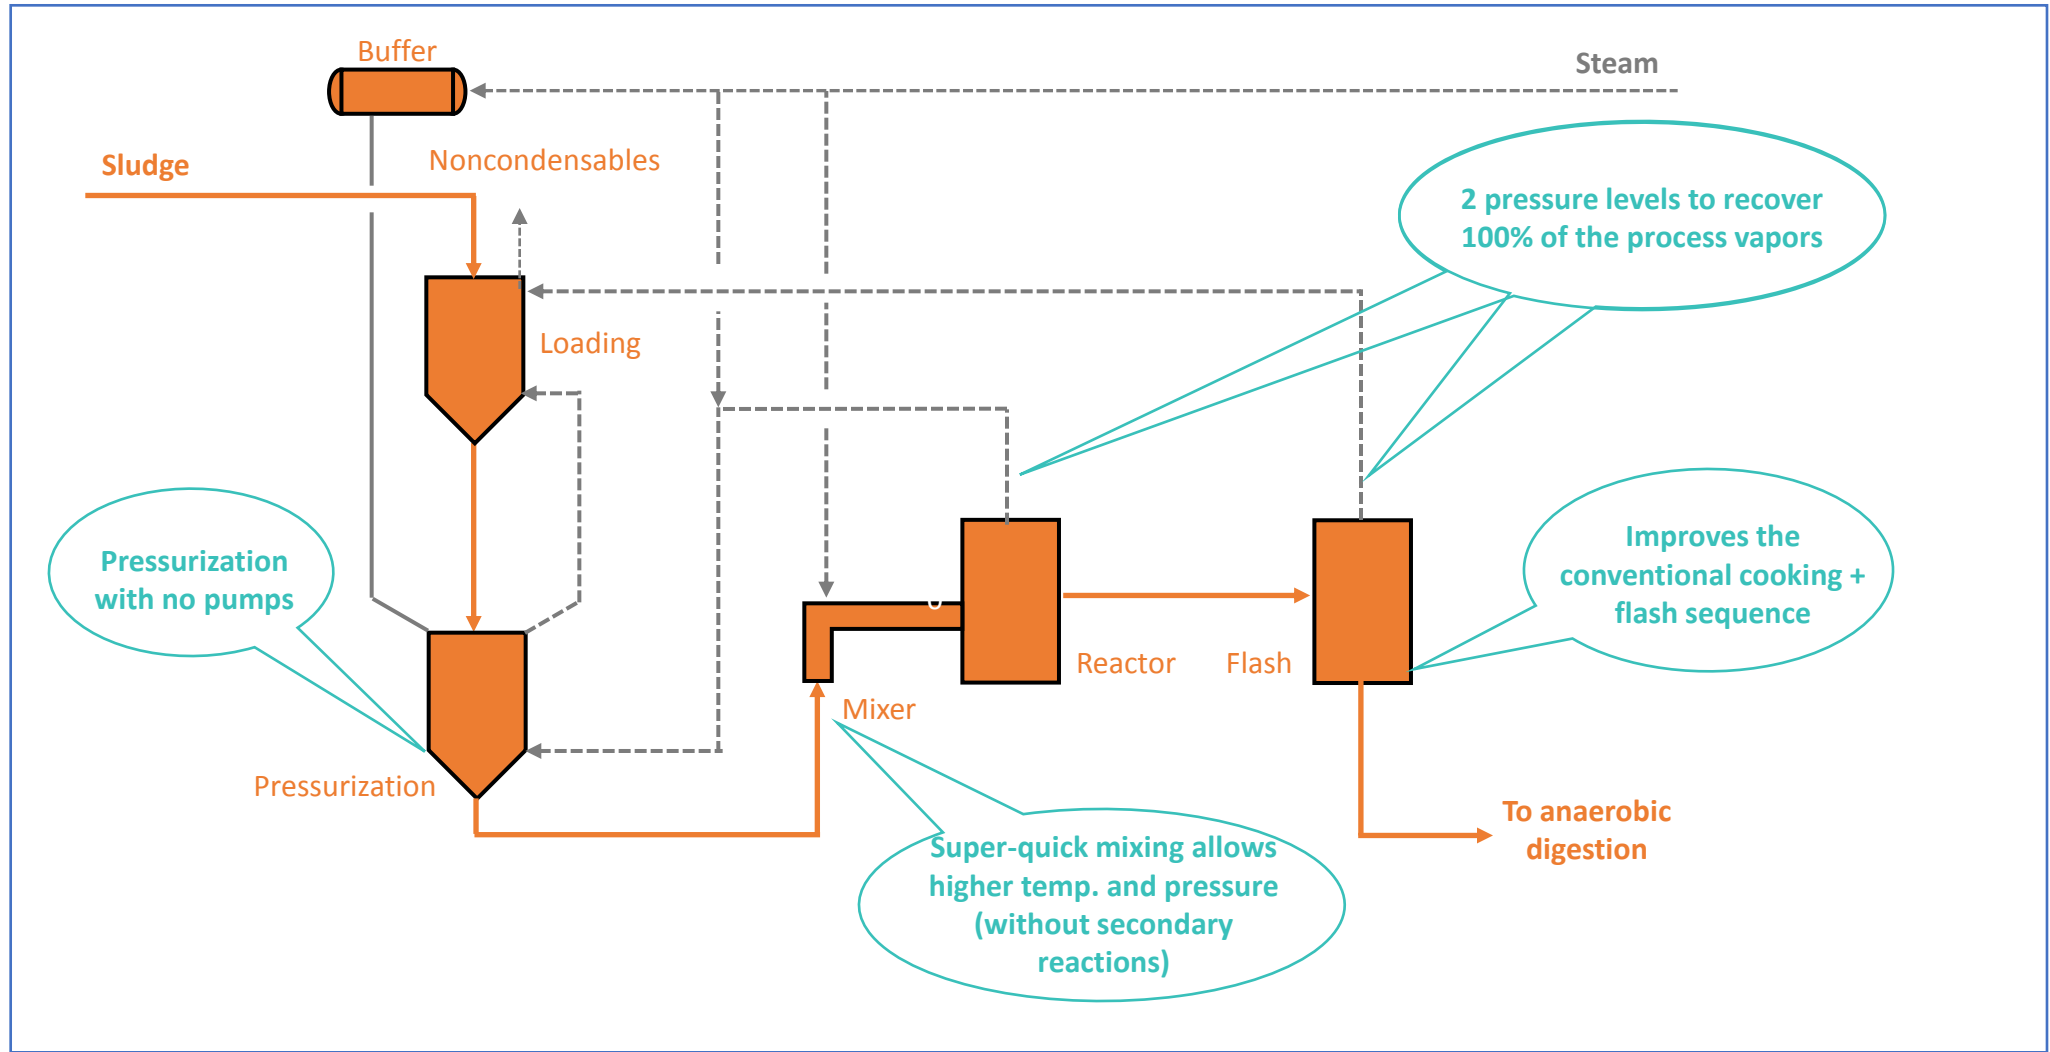 Buffer
Steam
Sludge
Noncondensables
2 pressure levels to recover
100% of the process vapors
Loading
Pressurization
with no pumps
Improves the
conventional cooking +
flash sequence
Reactor
Flash
Mixer
Pressurization
To anaerobic
digestion
Super-quick mixing allows
higher temp. and pressure
(without secondary
reactions)